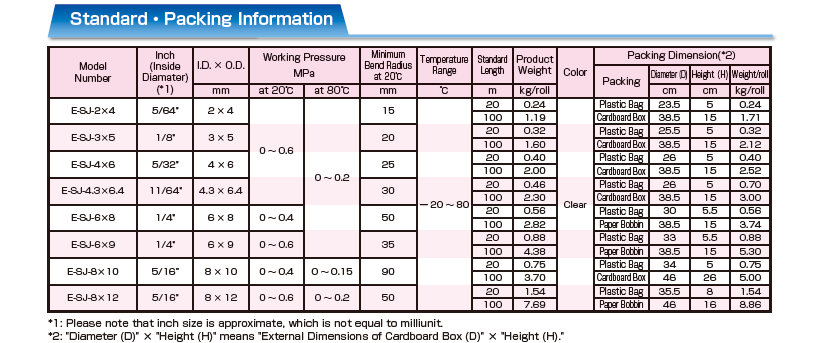 Standard・Packing Information
Model Number | Inch (Inside Diameter) (*1) | I.D. × O.D. | Working Pressure MPa | Minimum Bend Radius at 20℃ | Temperature Range | Standard Length | Product Weight | Color | Packing Dimension(*2)
Packing | Diameter (D) | Height (H) | Weight/roll
mm | at 20℃ | at 80℃ | mm | ℃ | m | kg/roll | cm | cm | kg/roll
E-SJ-2×4 | 5/64" | 2 × 4 | 0~0.6 | 0~0.2 | 15 | －20~80 | 20 | 0.24 | Clear | Plastic Bag | 23.5 | 5 | 0.24
100 | 1.19 | Cardboard Box | 38.5 | 15 | 1.71
E-SJ-3×5 | 1/8" | 3 × 5 | 20 | 20 | 0.32 | Plastic Bag | 25.5 | 5 | 0.32
100 | 1.60 | Cardboard Box | 38.5 | 15 | 2.12
E-SJ-4×6 | 5/32" | 4 × 6 | 25 | 20 | 0.40 | Plastic Bag | 26 | 5 | 0.40
100 | 2.00 | Cardboard Box | 38.5 | 15 | 2.52
E-SJ-4.3×6.4 | 11/64" | 4.3 × 6.4 | 30 | 20 | 0.46 | Plastic Bag | 26 | 5 | 0.70
100 | 2.30 | Cardboard Box | 38.5 | 15 | 3.00
E-SJ-6×8 | 1/4" | 6 × 8 | 0~0.4 | 50 | 20 | 0.56 | Plastic Bag | 30 | 5.5 | 0.56
100 | 2.82 | Paper Bobbin | 38.5 | 15 | 3.74
E-SJ-6×9 | 1/4" | 6 × 9 | 0~0.6 | 35 | 20 | 0.88 | Plastic Bag | 33 | 5.5 | 0.88
100 | 4.38 | Paper Bobbin | 38.5 | 15 | 5.30
E-SJ-8×10 | 5/16" | 8 × 10 | 0~0.4 | 0~0.15 | 90 | 20 | 0.75 | Plastic Bag | 34 | 5 | 0.75
100 | 3.70 | Cardboard Box | 46 | 26 | 5.00
E-SJ-8×12 | 5/16" | 8 × 12 | 0~0.6 | 0~0.2 | 50 | 20 | 1.54 | Plastic Bag | 35.5 | 8 | 1.54
100 | 7.69 | Paper Bobbin | 46 | 16 | 8.86
*1: Please note that inch size is approximate, which is not equal to milliunit.
*2: "Diameter (D)" × "Height (H)" means "External Dimensions of Cardboard Box (D)" × "Height (H)."